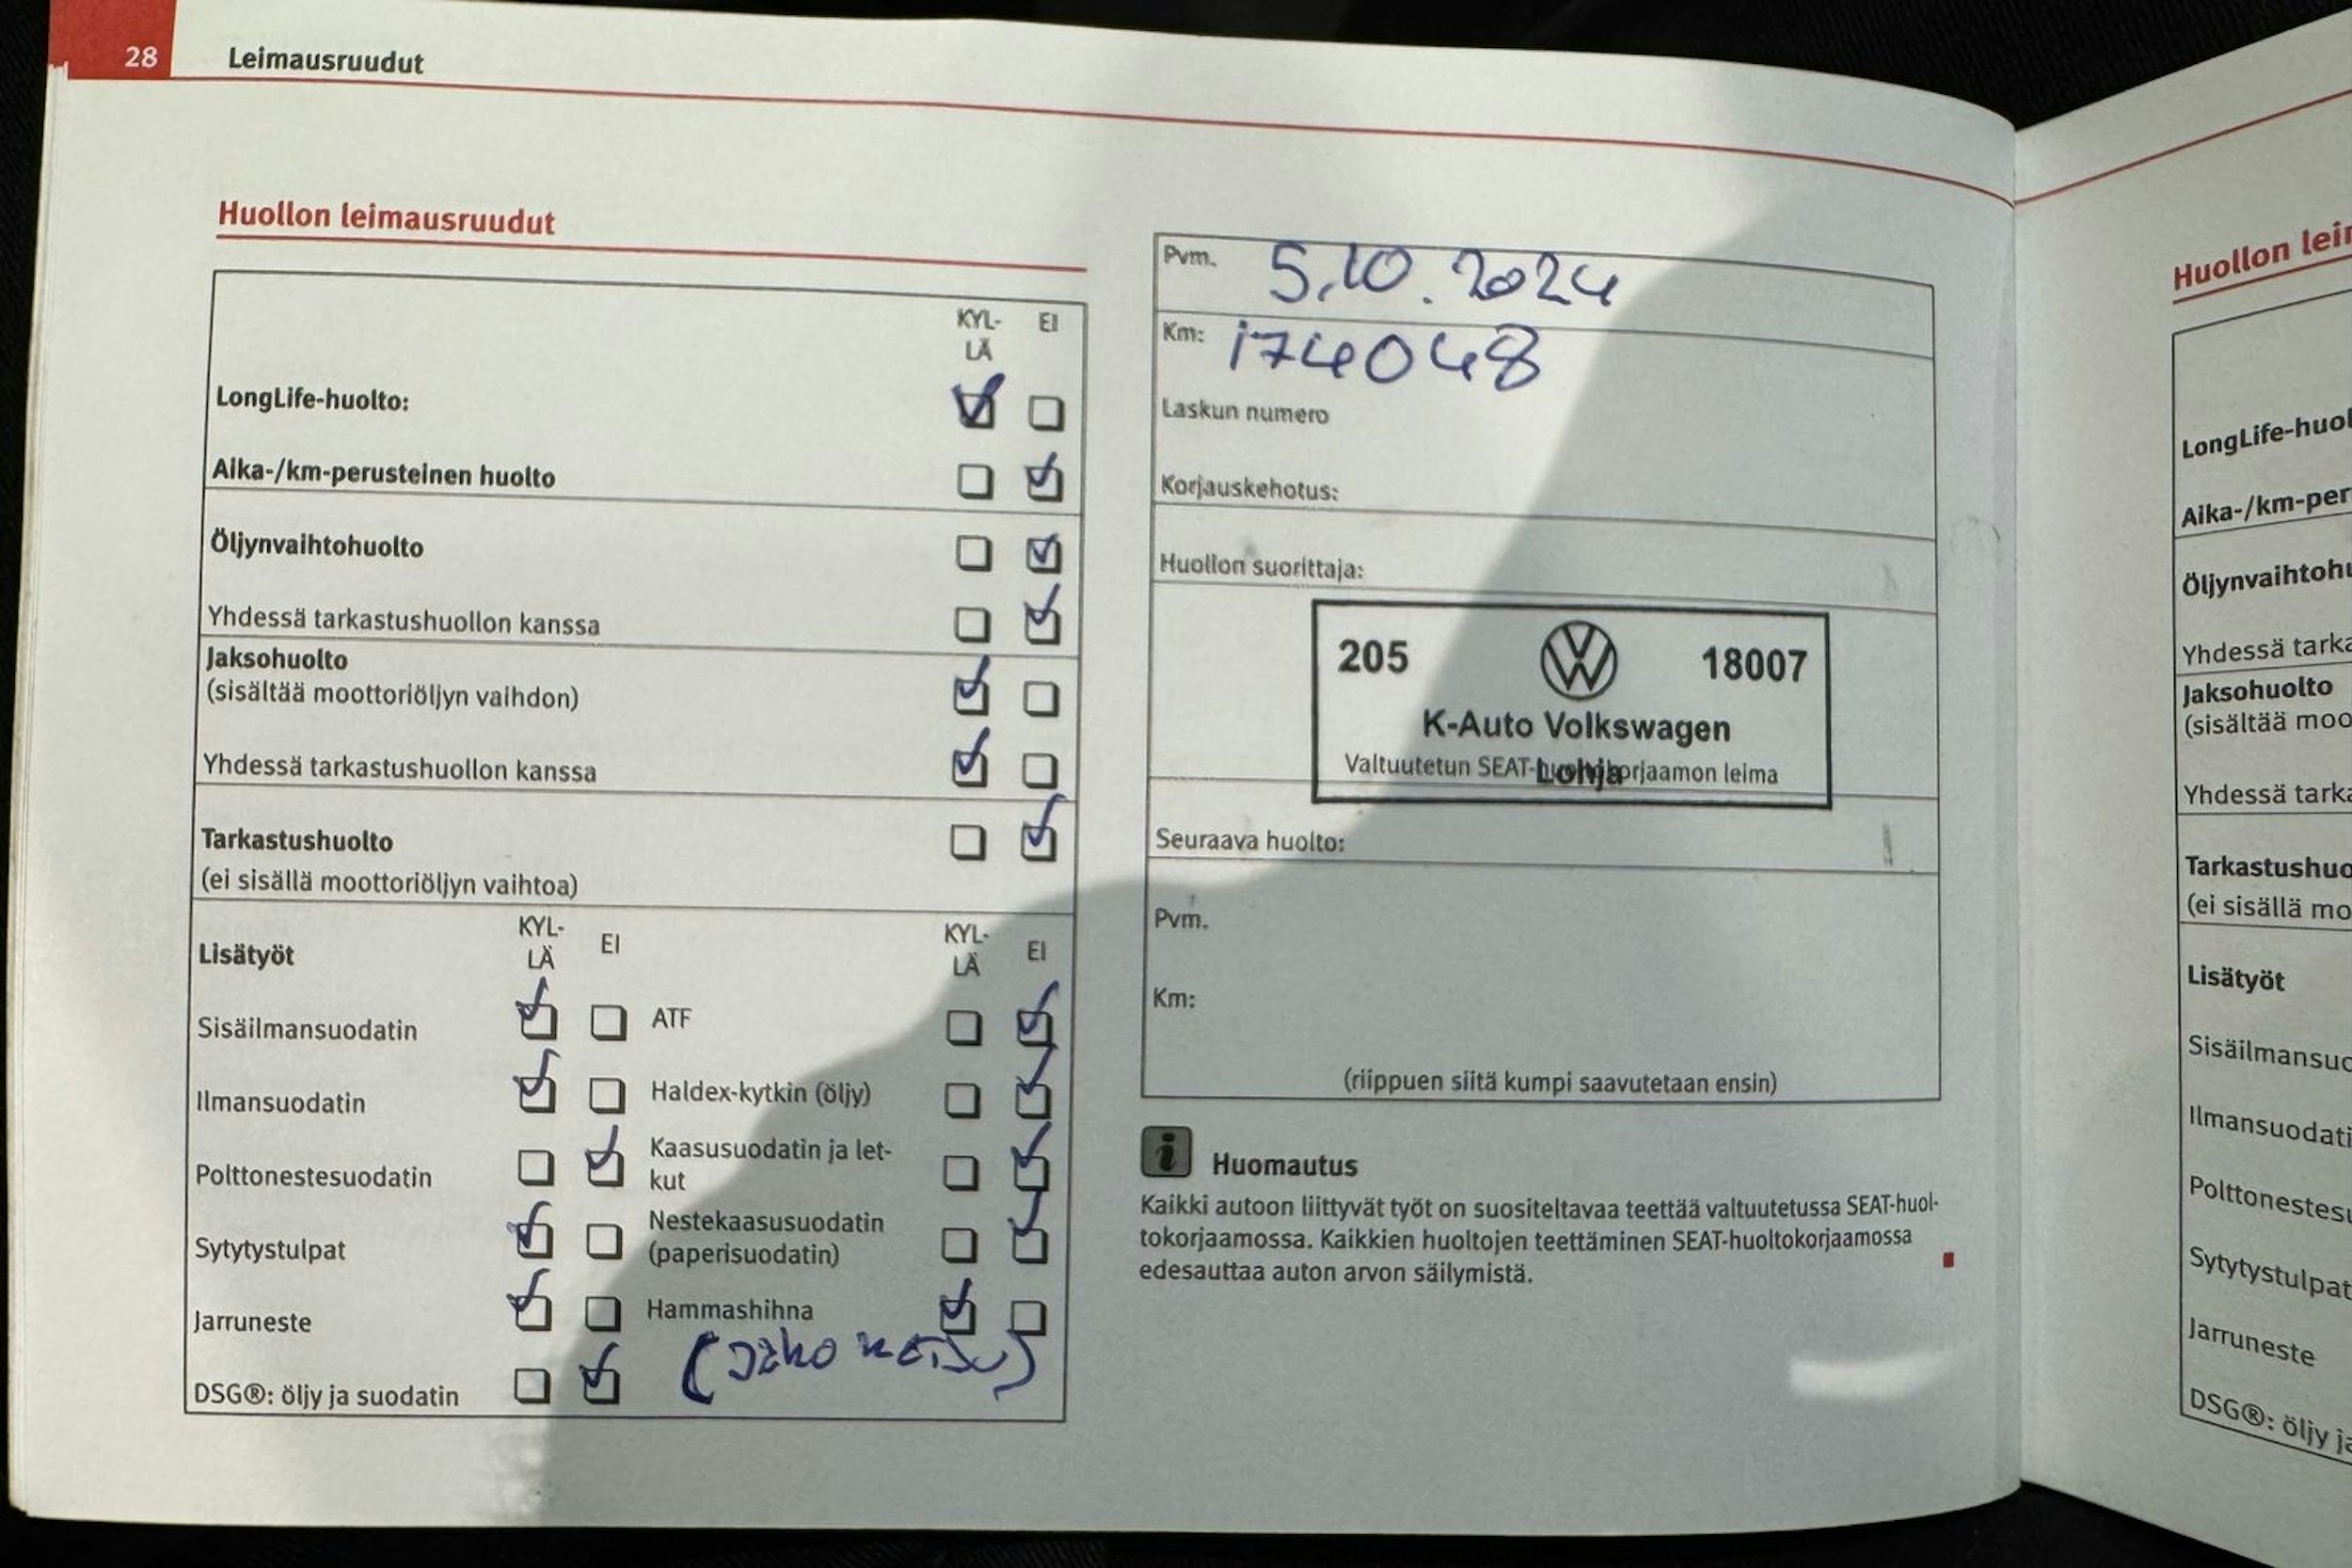 28 Leimausruudut
Huollon leimausruudut
KYL-
LÄ EI
LongLife-huolto:
Aika-/km-perusteinen huolto
Öljynvaihtohuolto
Yhdessä tarkastushuollon kanssa
Jaksohuolto
(sisältää moottoriöljyn vaihdon)
Yhdessä tarkastushuollon kanssa
Tarkastushuolto
(ei sisällä moottoriöljyn vaihtoa)
Lisätyöt KYL-
LÄ EI KYL-
LÄ EI
Sisäilmansuodatin ATF
Ilmansuodatin Haldex-kytkin (öljy)
Polttonestesuodatin Kaasusuodatin ja let-
kut
Sytytystulpat Nestekaasusuodatin
(paperisuodatin)
Jarruneste Hammashihna
DSG®: öljy ja suodatin
Pvm. 5.10.2024
Km: 174048
Laskun numero
Korjauskehotus:
Huollon suorittaja:
205 18007
K-Auto Volkswagen
Lohja
Valtuutetun SEAT- korjaamon leima
Seuraava huolto:
Pvm.
Km:
(riippuen siitä kumpi saavutetaan ensin)
i Huomautus
Kaikki autoon liittyvät työt on suositeltavaa teettää valtuutetussa SEAT-huol-
tokorjaamossa. Kaikkien huoltojen teettäminen SEAT-huoltokorjaamossa
edesauttaa auton arvon säilymistä.
Huollon lei
LongLife-huol
Aika-/km-per
Öljynvaihtohu
Yhdessä tarka
Jaksohuolto
(sisältää moo
Yhdessä tarka
Tarkastushuo
(ei sisällä mo
Lisätyöt
Sisäilmansuo
Ilmansuodati
Polttonestesu
Sytytystulpat
Jarruneste
DSG®: öljy ja